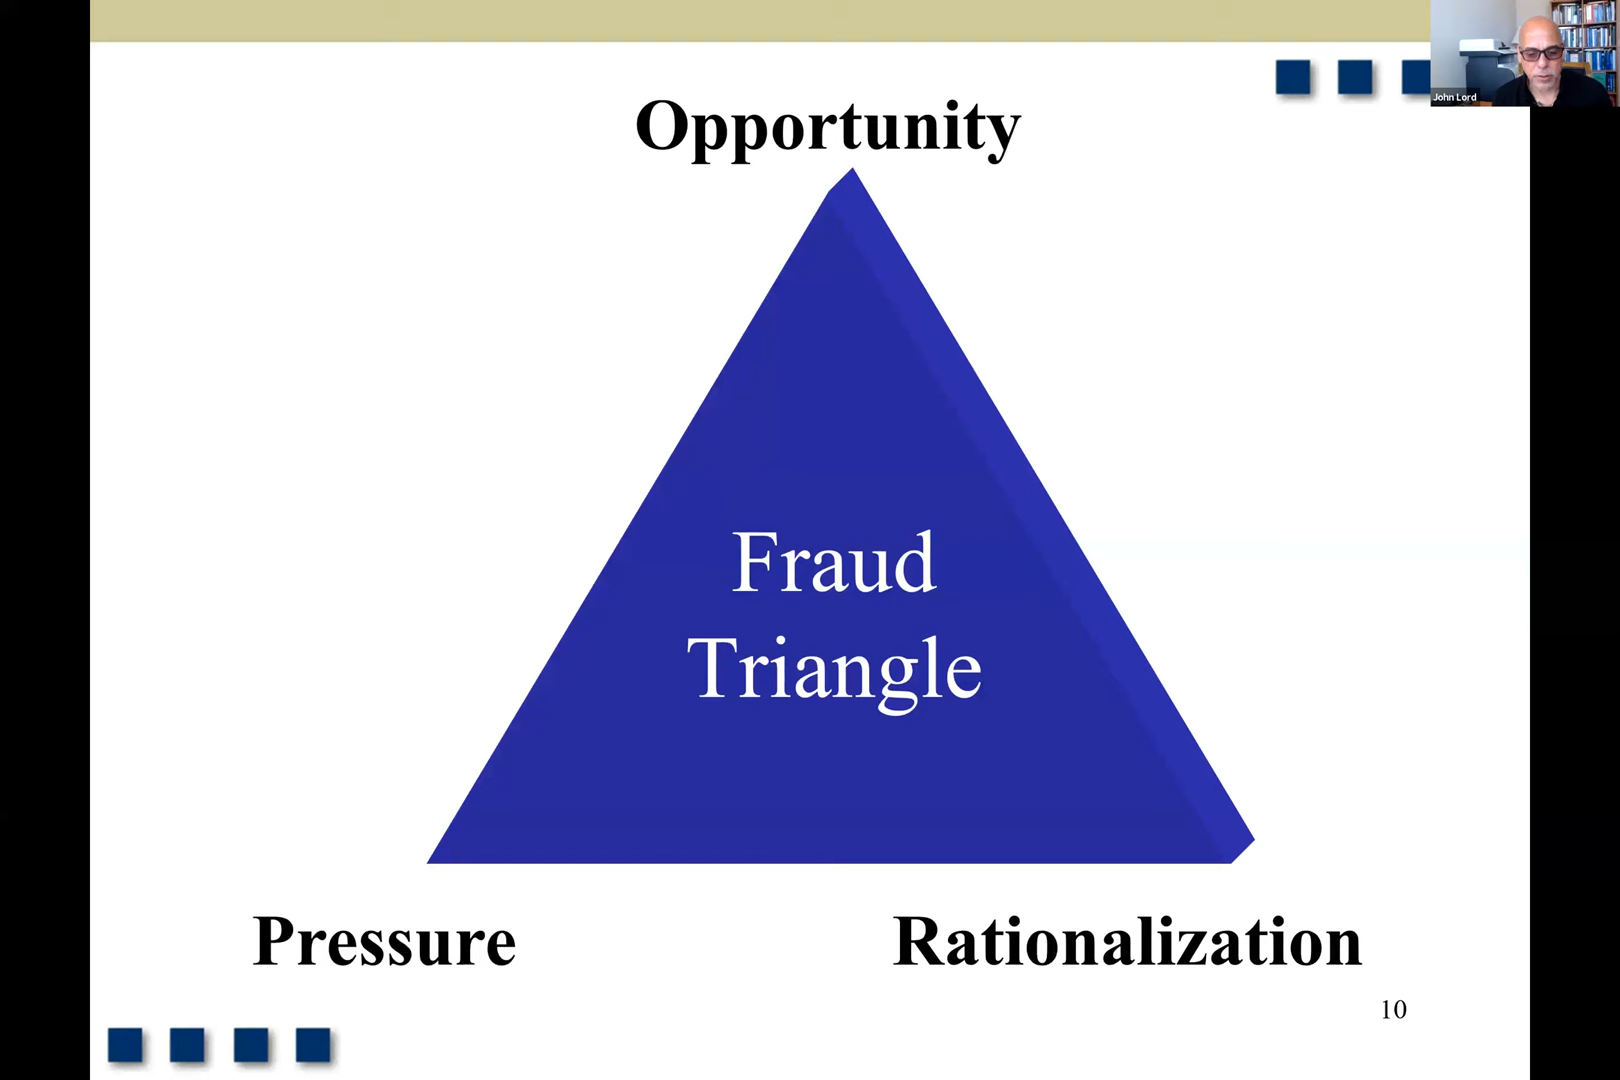 John Lord
Opportunity
Fraud
Triangle
Pressure
Rationalization
10